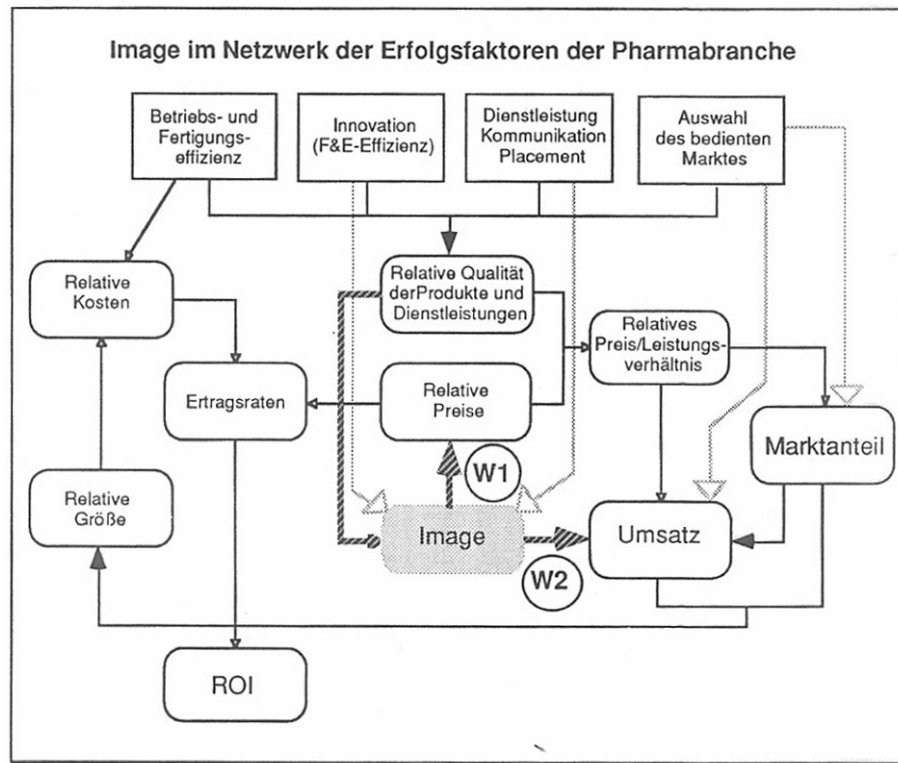 Image im Netzwerk der Erfolgsfaktoren der Pharmabranche
Betriebs- und
Fertigungs-
effizienz
Innovation
(F&E-Effizienz)
Dienstleistung
Kommunikation
Placement
Auswahl
des bedienten
Marktes
Relative
Kosten
Relative Qualität
derProdukte und
Dienstleistungen
Relatives
Preis/Leistungs-
verhältnis
Ertragsraten
Relative
Preise
Marktanteil
W1
Relative
Größe
Image
Umsatz
W2
ROI